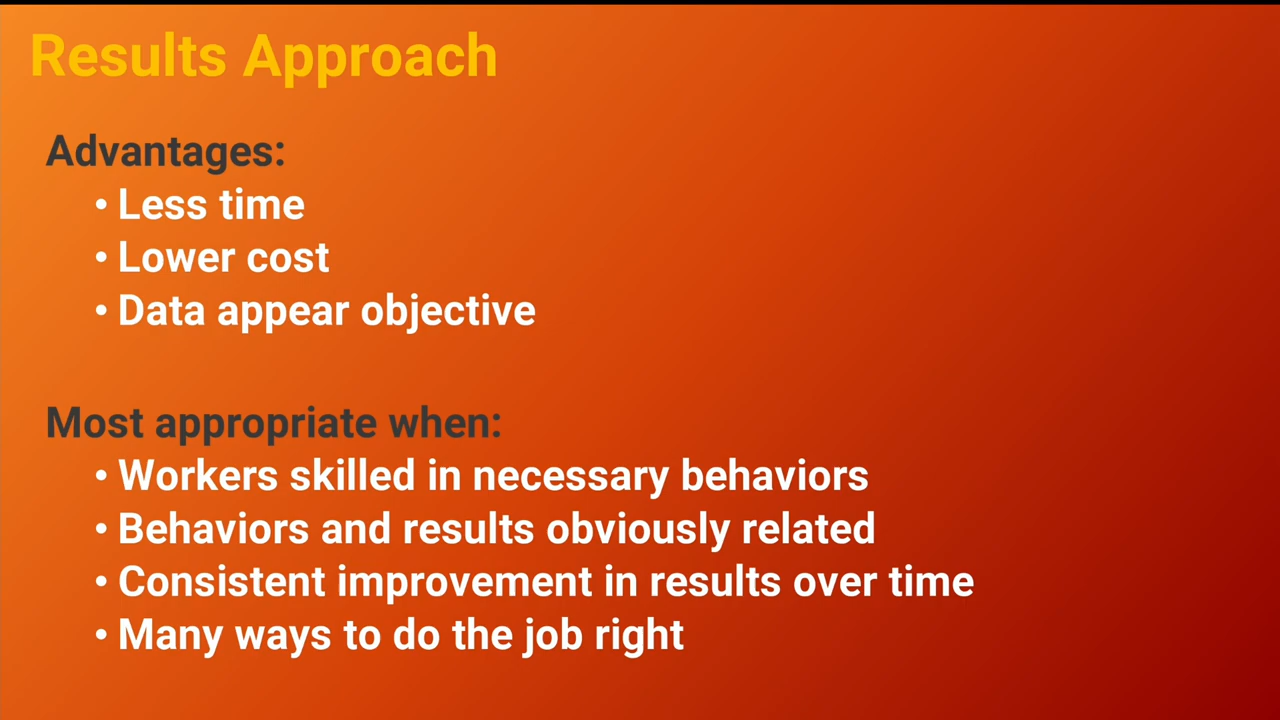 Results Approach
Advantages:
• Less time
• Lower cost
• Data appear objective
Most appropriate when:
• Workers skilled in necessary behaviors
• Behaviors and results obviously related
• Consistent improvement in results over time
• Many ways to do the job right